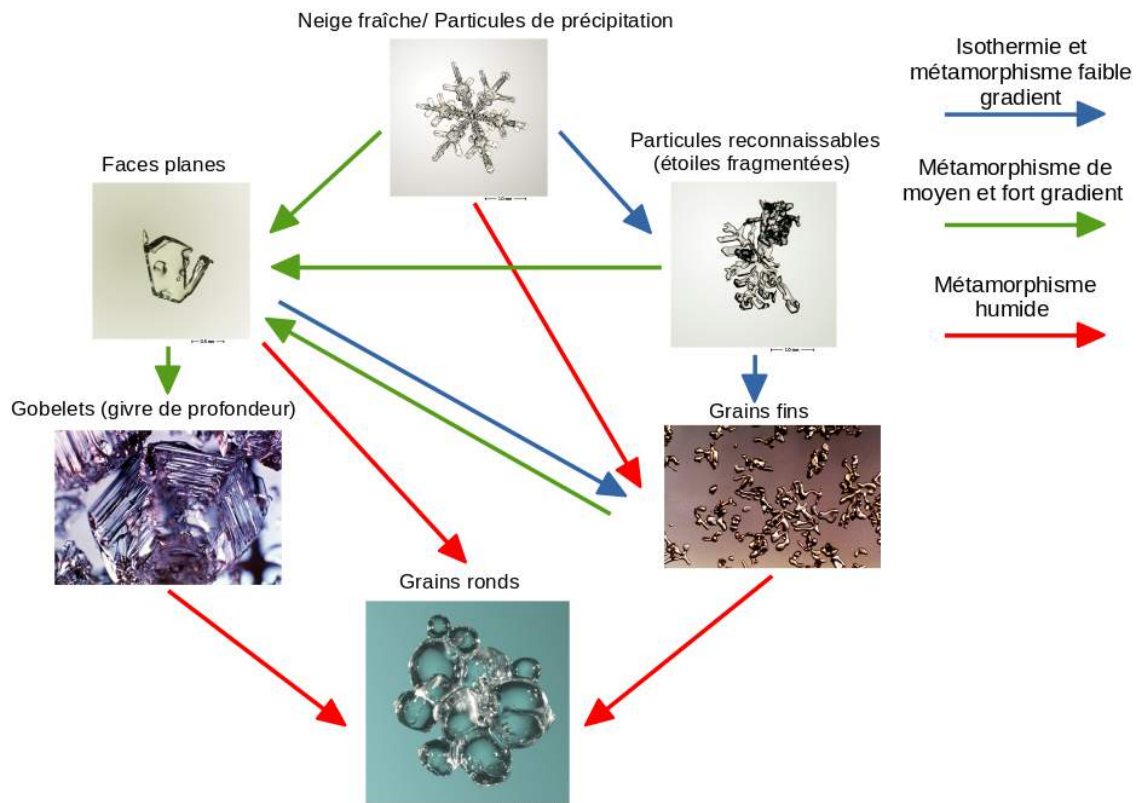 Neige fraîche/ Particules de précipitation
Isothermie et
métamorphisme faible
gradient
Particules reconnaissables
(étoiles fragmentées)
Faces planes
Métamorphisme de
moyen et fort gradient
Métamorphisme
humide
Gobelets (givre de profondeur)
Grains fins
Grains ronds